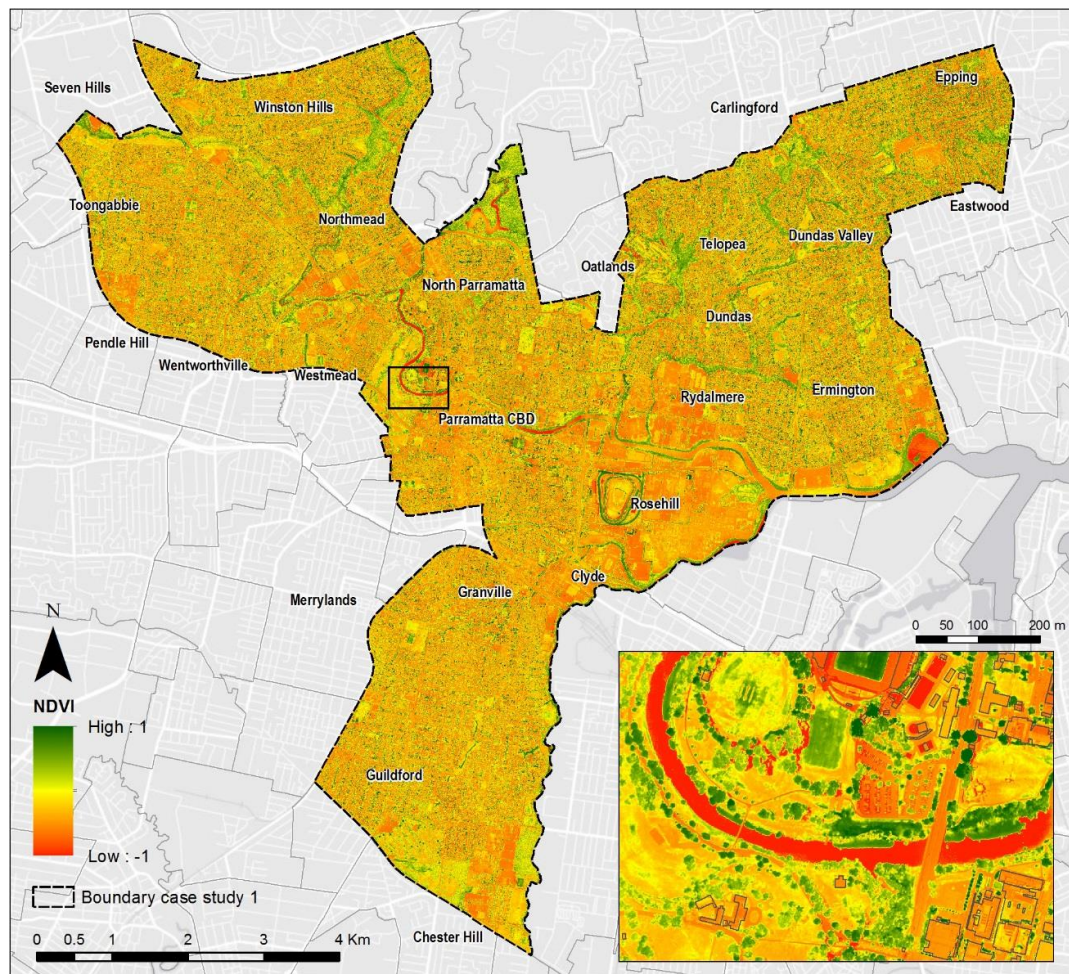 Epping
Seven Hills
Carlingford
Winston Hills
Toongabbie
Eastwood
Northmead
Dundas Valley
Telopea
Oatlands
North Parramatta
Dundas
Pendle Hill
Wentworthville
Westmead
Ermington
Rydalmere
Parramatta CBD
Rosehill
Clyde
Granville
Merrylands
N
0 50 100 200 m
NDVI
High : 1
Guildford
Low : -1
Boundary case study 1
Chester Hill
0 0.5 1 2 3 4 Km